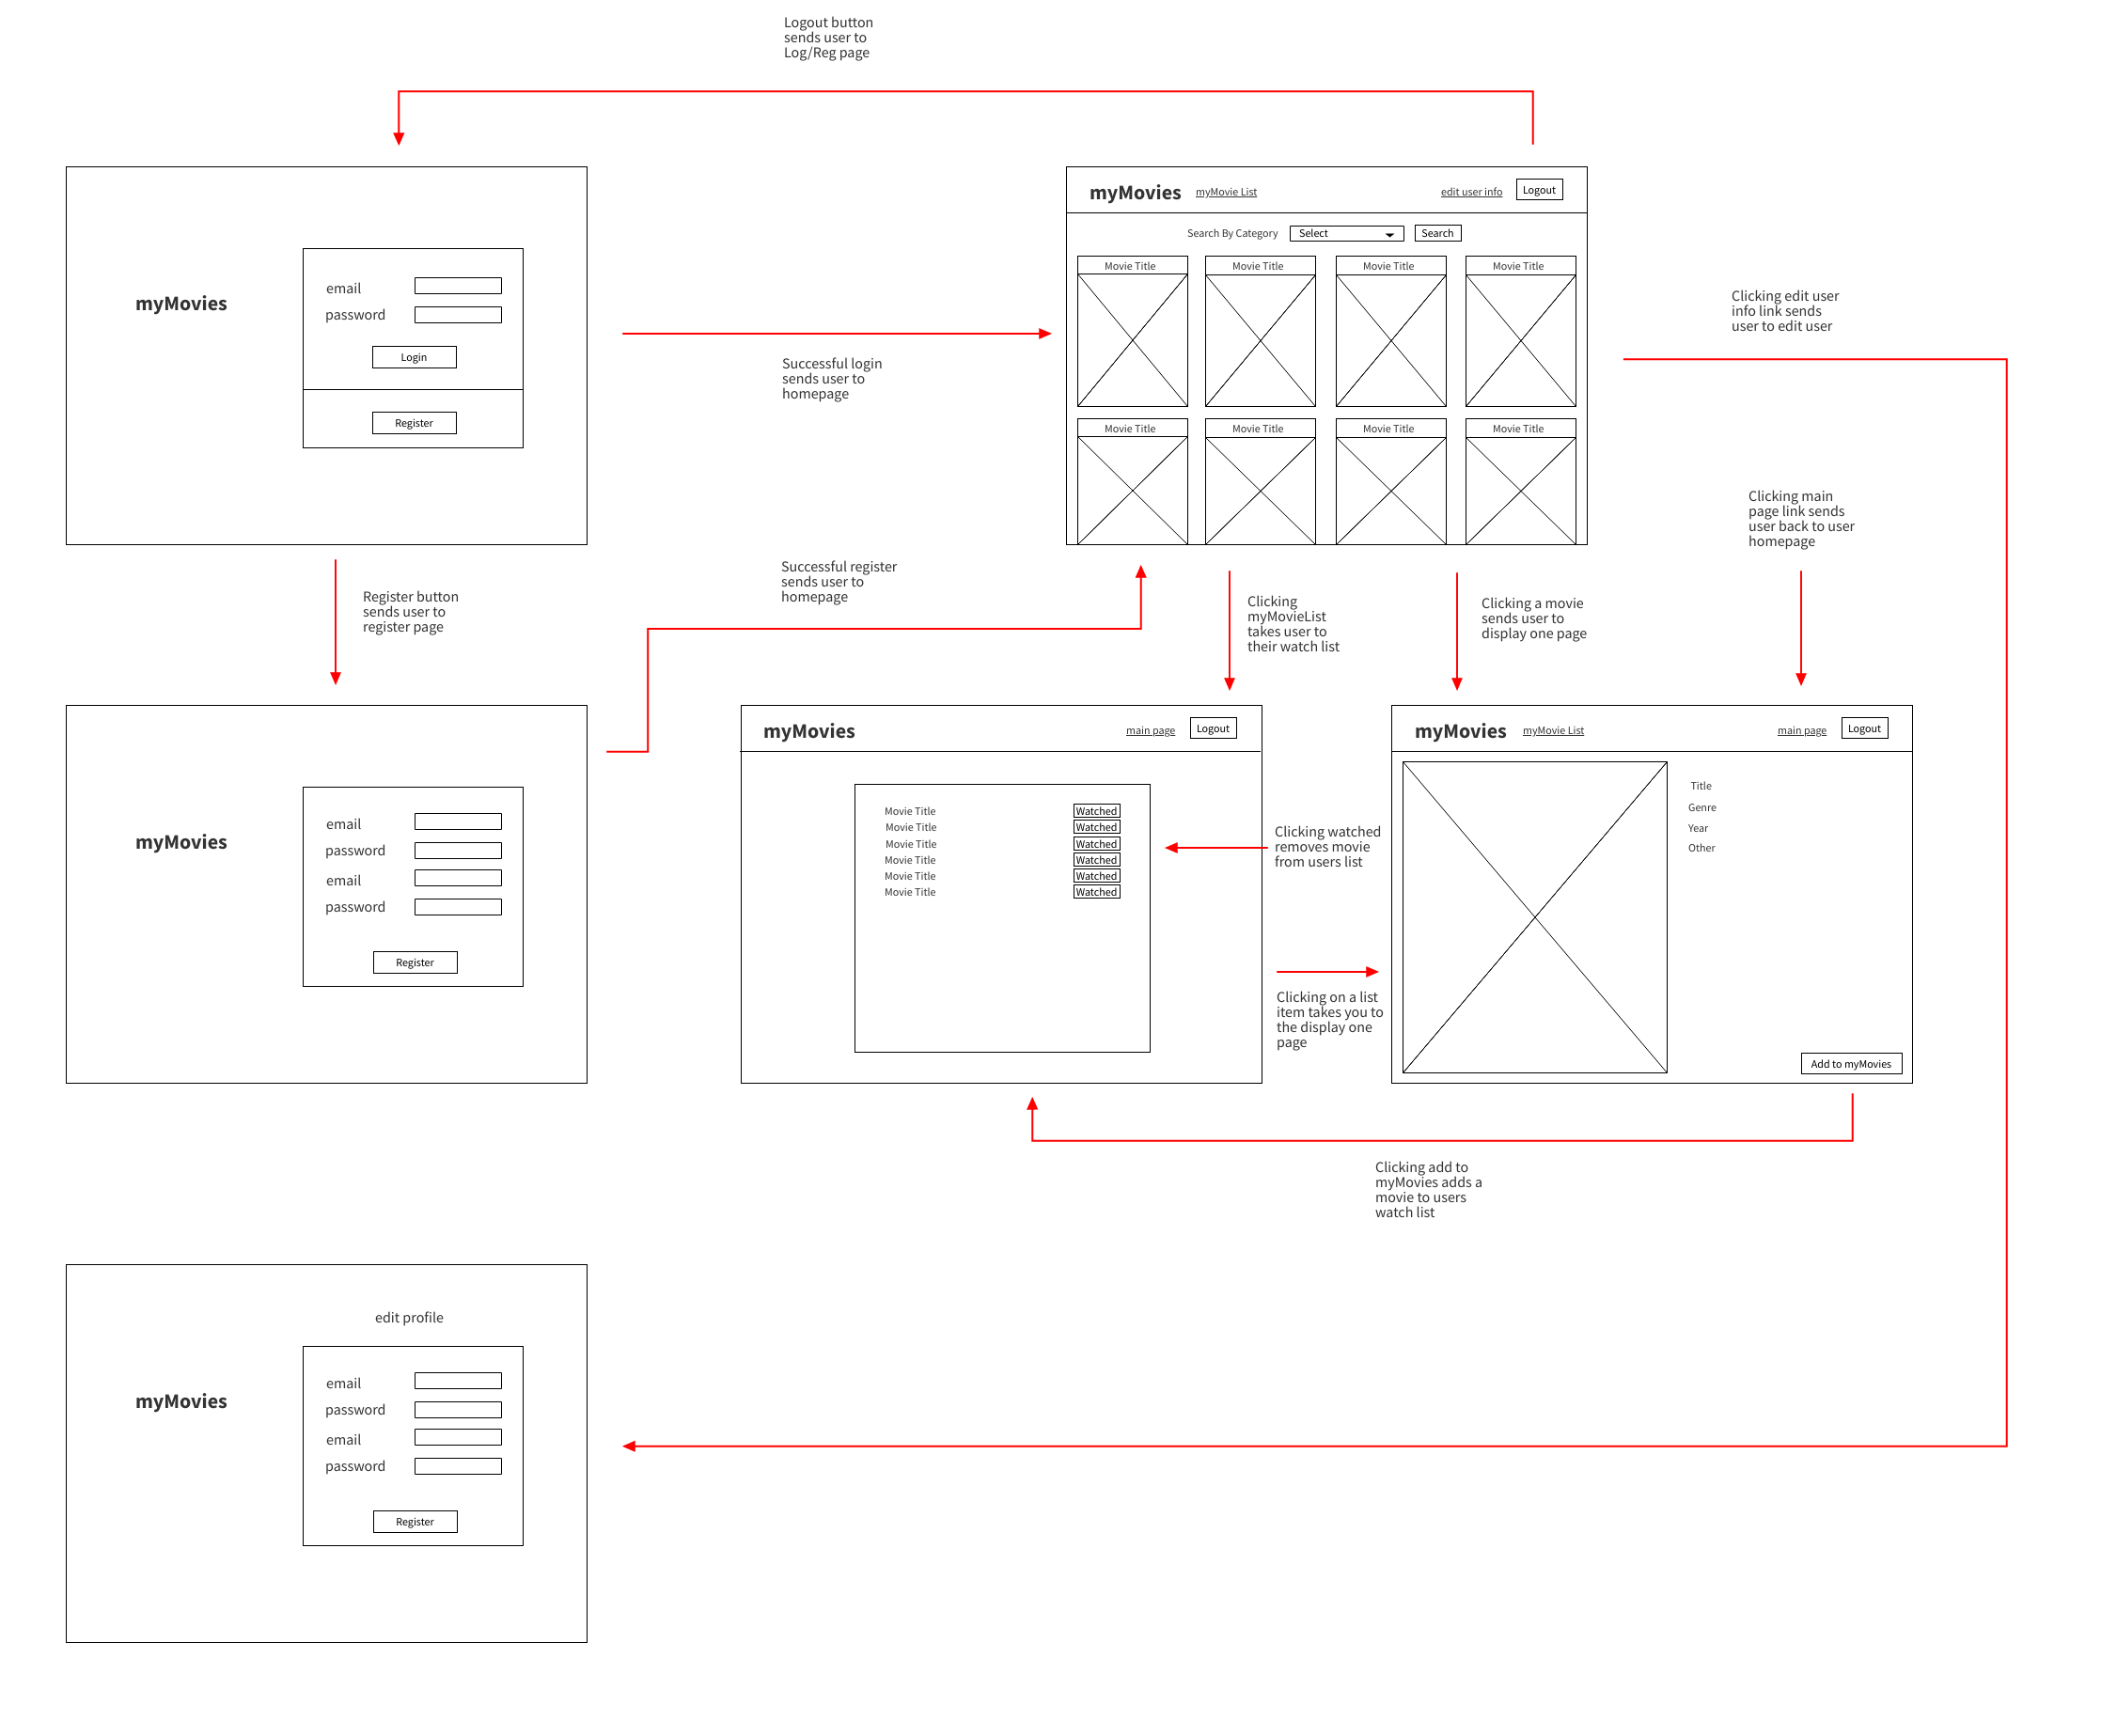 Logout button
sends user to
Log/Reg page
myMovies
email
password
Login
Register
Successful login
sends user to
homepage
myMovies myMovie List edit user info Logout
Search By Category Select Search
Movie Title Movie Title Movie Title Movie Title
Movie Title Movie Title Movie Title Movie Title
Clicking edit user
info link sends
user to edit user
Clicking main
page link sends
user back to user
homepage
Register button
sends user to
register page
Successful register
sends user to
homepage
Clicking
myMovieList
takes user to
their watch list
Clicking a movie
sends user to
display one page
myMovies
email
password
email
password
Register
myMovies main page Logout
Movie Title Watched
Movie Title Watched
Movie Title Watched
Movie Title Watched
Movie Title Watched
Movie Title Watched
Clicking watched
removes movie
from users list
Clicking on a list
item takes you to
the display one
page
myMovies myMovie List main page Logout
Title
Genre
Year
Other
Add to myMovies
Clicking add to
myMovies adds a
movie to users
watch list
edit profile
myMovies
email
password
email
password
Register